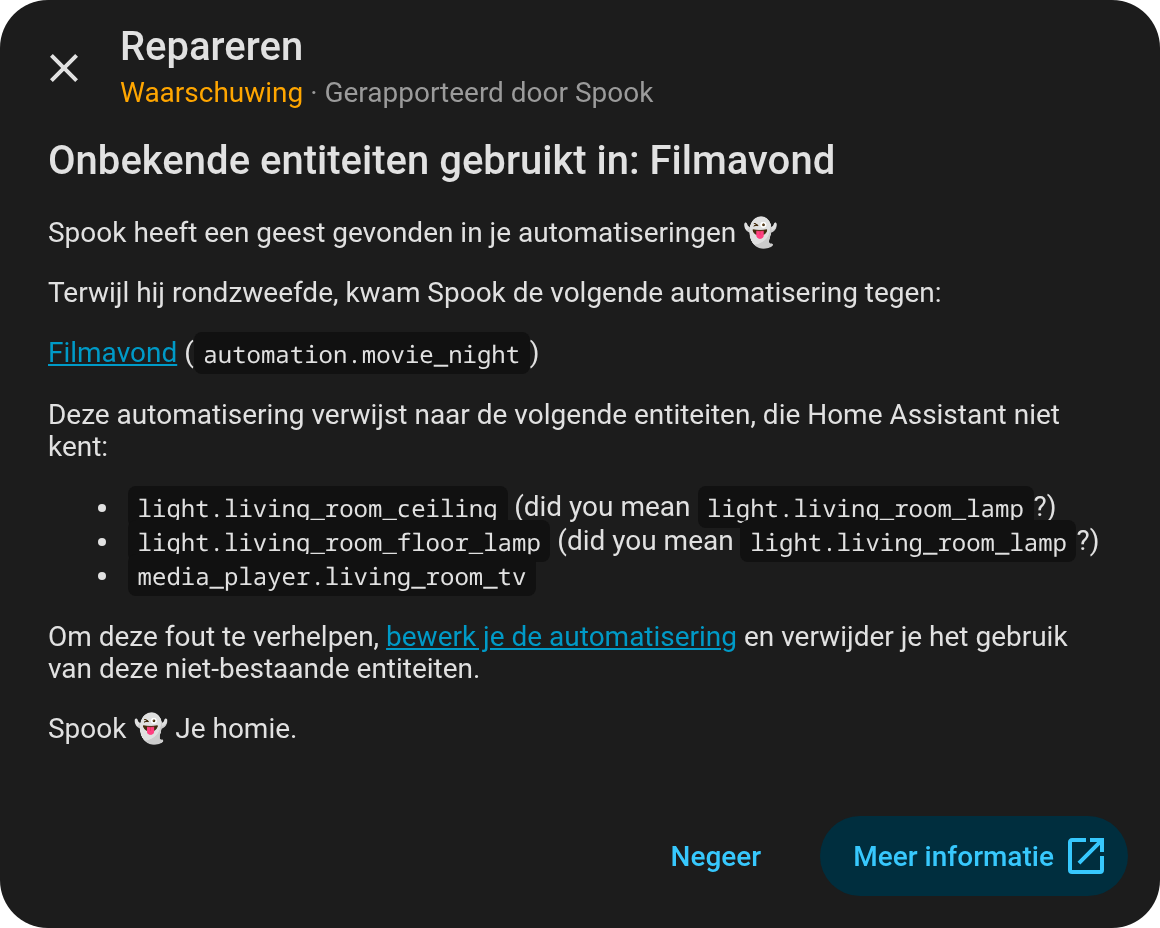 Repareren
Waarschuwing · Gerapporteerd door Spook
Onbekende entiteiten gebruikt in: Filmavond
Spook heeft een geest gevonden in je automatiseringen 👻
Terwijl hij rondzweefde, kwam Spook de volgende automatisering tegen:
Filmavond ( automation.movie_night )
Deze automatisering verwijst naar de volgende entiteiten, die Home Assistant niet
kent:
• light.living_room_ceiling (did you mean light.living_room_lamp ?)
• light.living_room_floor_lamp (did you mean light.living_room_lamp ?)
• media_player.living_room_tv
Om deze fout te verhelpen, bewerk je de automatisering en verwijder je het gebruik
van deze niet-bestaande entiteiten.
Spook 👻 Je homie.
Negeer
Meer informatie